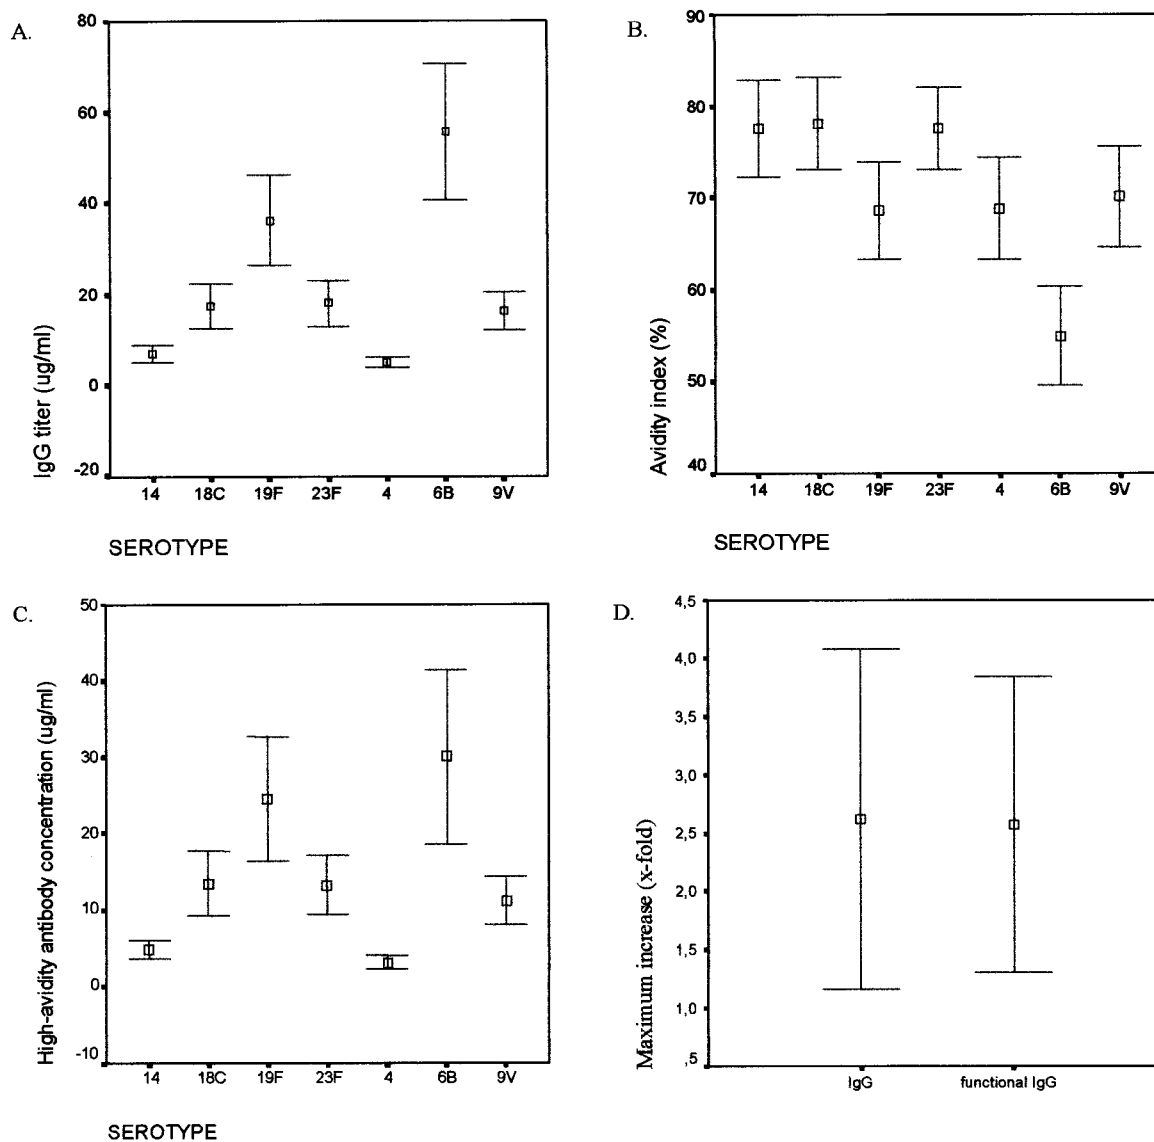 A.
80
60
40
20
0
-20
IgG titer (ug/ml)
14 18C 19F 23F 4 6B 9V
SEROTYPE
B.
90
80
70
60
50
40
Avidity index (%)
14 18C 19F 23F 4 6B 9V
SEROTYPE
C.
50
40
30
20
10
0
-10
High-avidity antibody concentration (ug/ml)
14 18C 19F 23F 4 6B 9V
SEROTYPE
D.
4,5
4,0
3,5
3,0
2,5
2,0
1,5
1,0
,5
Maximum increase (x-fold)
IgG functional IgG